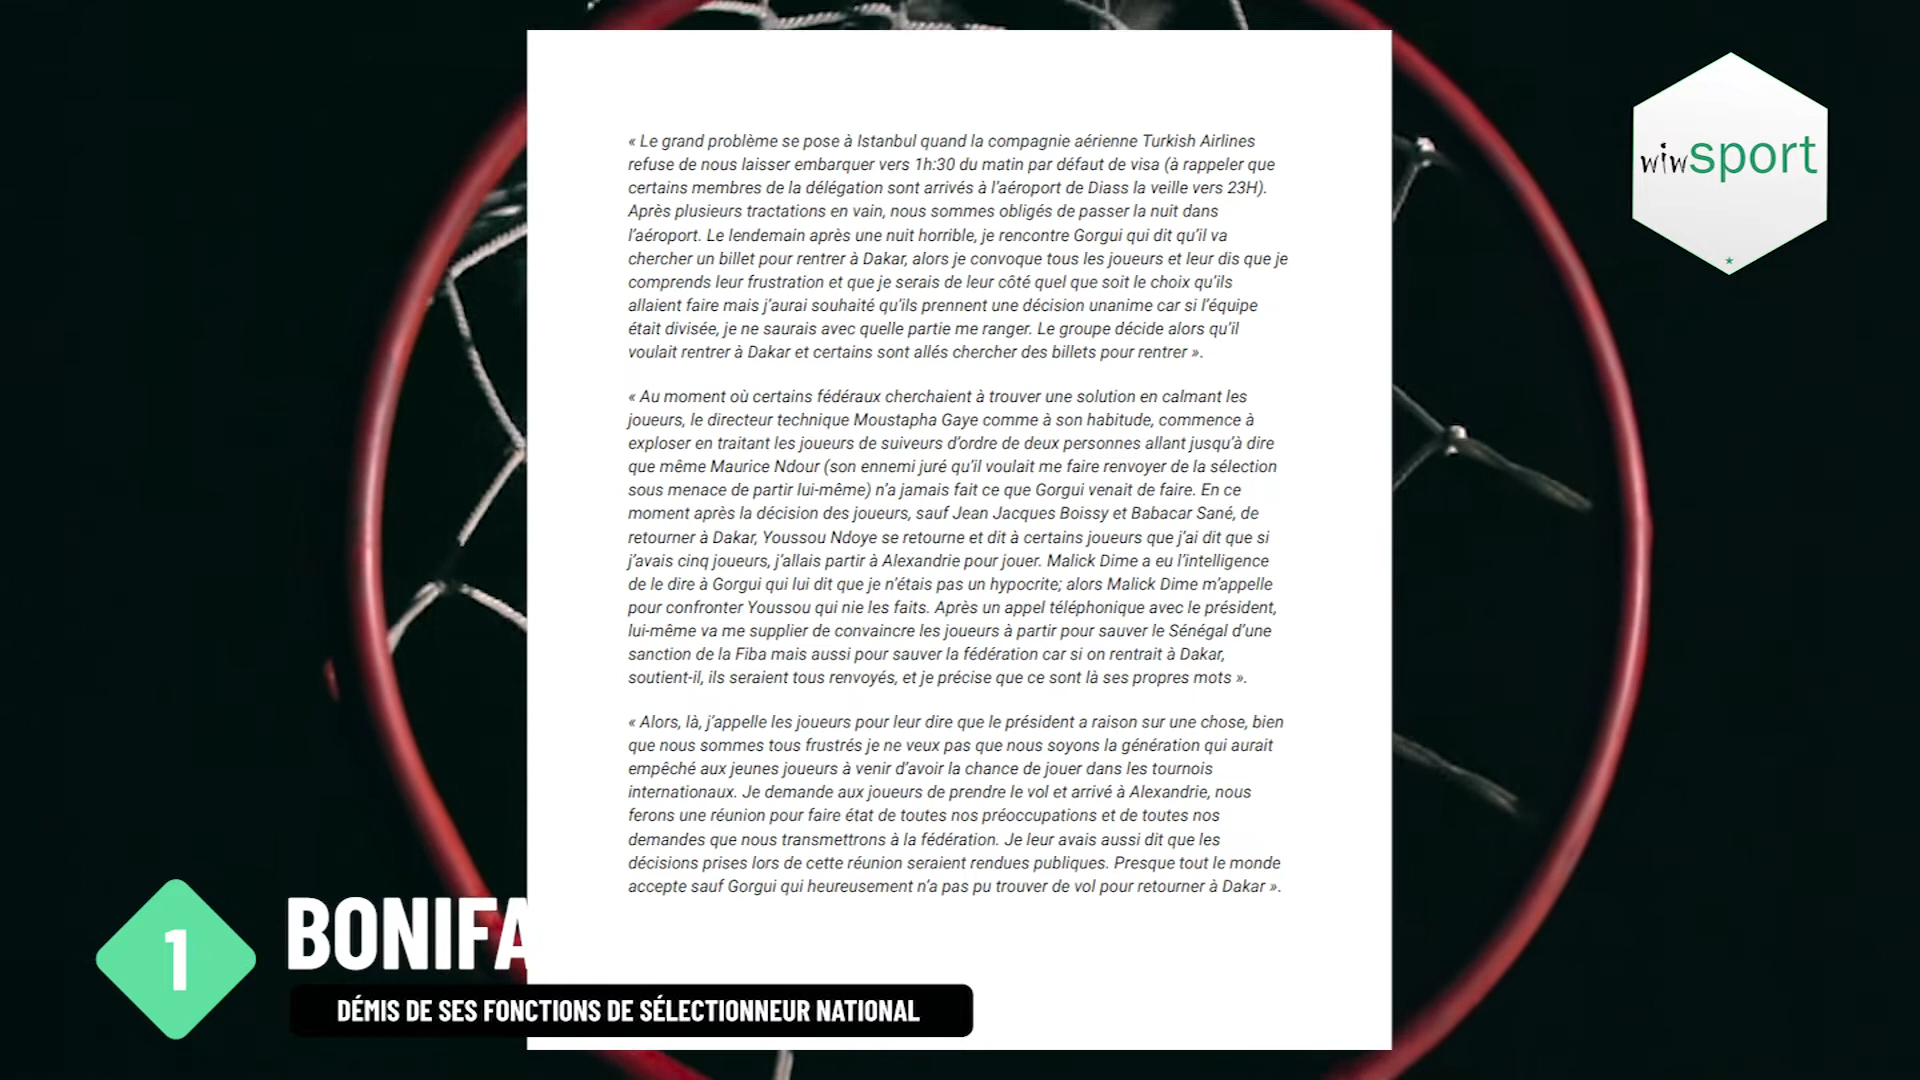 « Le grand problème se pose à Istanbul quand la compagnie aérienne Turkish Airlines
refuse de nous laisser embarquer vers 1h:30 du matin par défaut de visa (à rappeler que
certains membres de la délégation sont arrivés à l'aéroport de Diass la veille vers 23H).
Après plusieurs tractations en vain, nous sommes obligés de passer la nuit dans
l'aéroport. Le lendemain après une nuit horrible, je rencontre Gorgui qui dit qu'il va
chercher un billet pour rentrer à Dakar, alors je convoque tous les joueurs et leur dis que je
comprends leur frustration et que je serais de leur côté quel que soit le choix qu'ils
allaient faire mais j'aurai souhaité qu'ils prennent une décision unanime car si l'équipe
était divisée, je ne saurais avec quelle partie me ranger. Le groupe décide alors qu'il
voulait rentrer à Dakar et certains sont allés chercher des billets pour rentrer ».
« Au moment où certains fédéraux cherchaient à trouver une solution en calmant les
joueurs, le directeur technique Moustapha Gaye comme à son habitude, commence à
exploser en traitant les joueurs de suiveurs d'ordre de deux personnes allant jusqu'à dire
que même Maurice Ndour (son ennemi juré qu'il voulait me faire renvoyer de la sélection
sous menace de partir lui-même) n'a jamais fait ce que Gorgui venait de faire. En ce
moment après la décision des joueurs, sauf Jean Jacques Boissy et Babacar Sané, de
retourner à Dakar, Youssou Ndoye se retourne et dit à certains joueurs que j'ai dit que si
j'avais cinq joueurs, j'allais partir à Alexandrie pour jouer. Malick Dime a eu l'intelligence
de le dire à Gorgui qui lui dit que je n'étais pas un hypocrite; alors Malick Dime m'appelle
pour confronter Youssou qui nie les faits. Après un appel téléphonique avec le président,
lui-même va me supplier de convaincre les joueurs à partir pour sauver le Sénégal d'une
sanction de la Fiba mais aussi pour sauver la fédération car si on rentrait à Dakar,
soutient-il, ils seraient tous renvoyés, et je précise que ce sont là ses propres mots ».
« Alors, là, j'appelle les joueurs pour leur dire que le président a raison sur une chose, bien
que nous sommes tous frustrés je ne veux pas que nous soyons la génération qui aurait
empêché aux jeunes joueurs à venir d'avoir la chance de jouer dans les tournois
internationaux. Je demande aux joueurs de prendre le vol et arrivé à Alexandrie, nous
ferons une réunion pour faire état de toutes nos préoccupations et de toutes nos
demandes que nous transmettrons à la fédération. Je leur avais aussi dit que les
décisions prises lors de cette réunion seraient rendues publiques. Presque tout le monde
accepte sauf Gorgui qui heureusement n'a pas pu trouver de vol pour retourner à Dakar ».
wiwsport
1
BONIFA
DÉMIS DE SES FONCTIONS DE SÉLECTIONNEUR NATIONAL